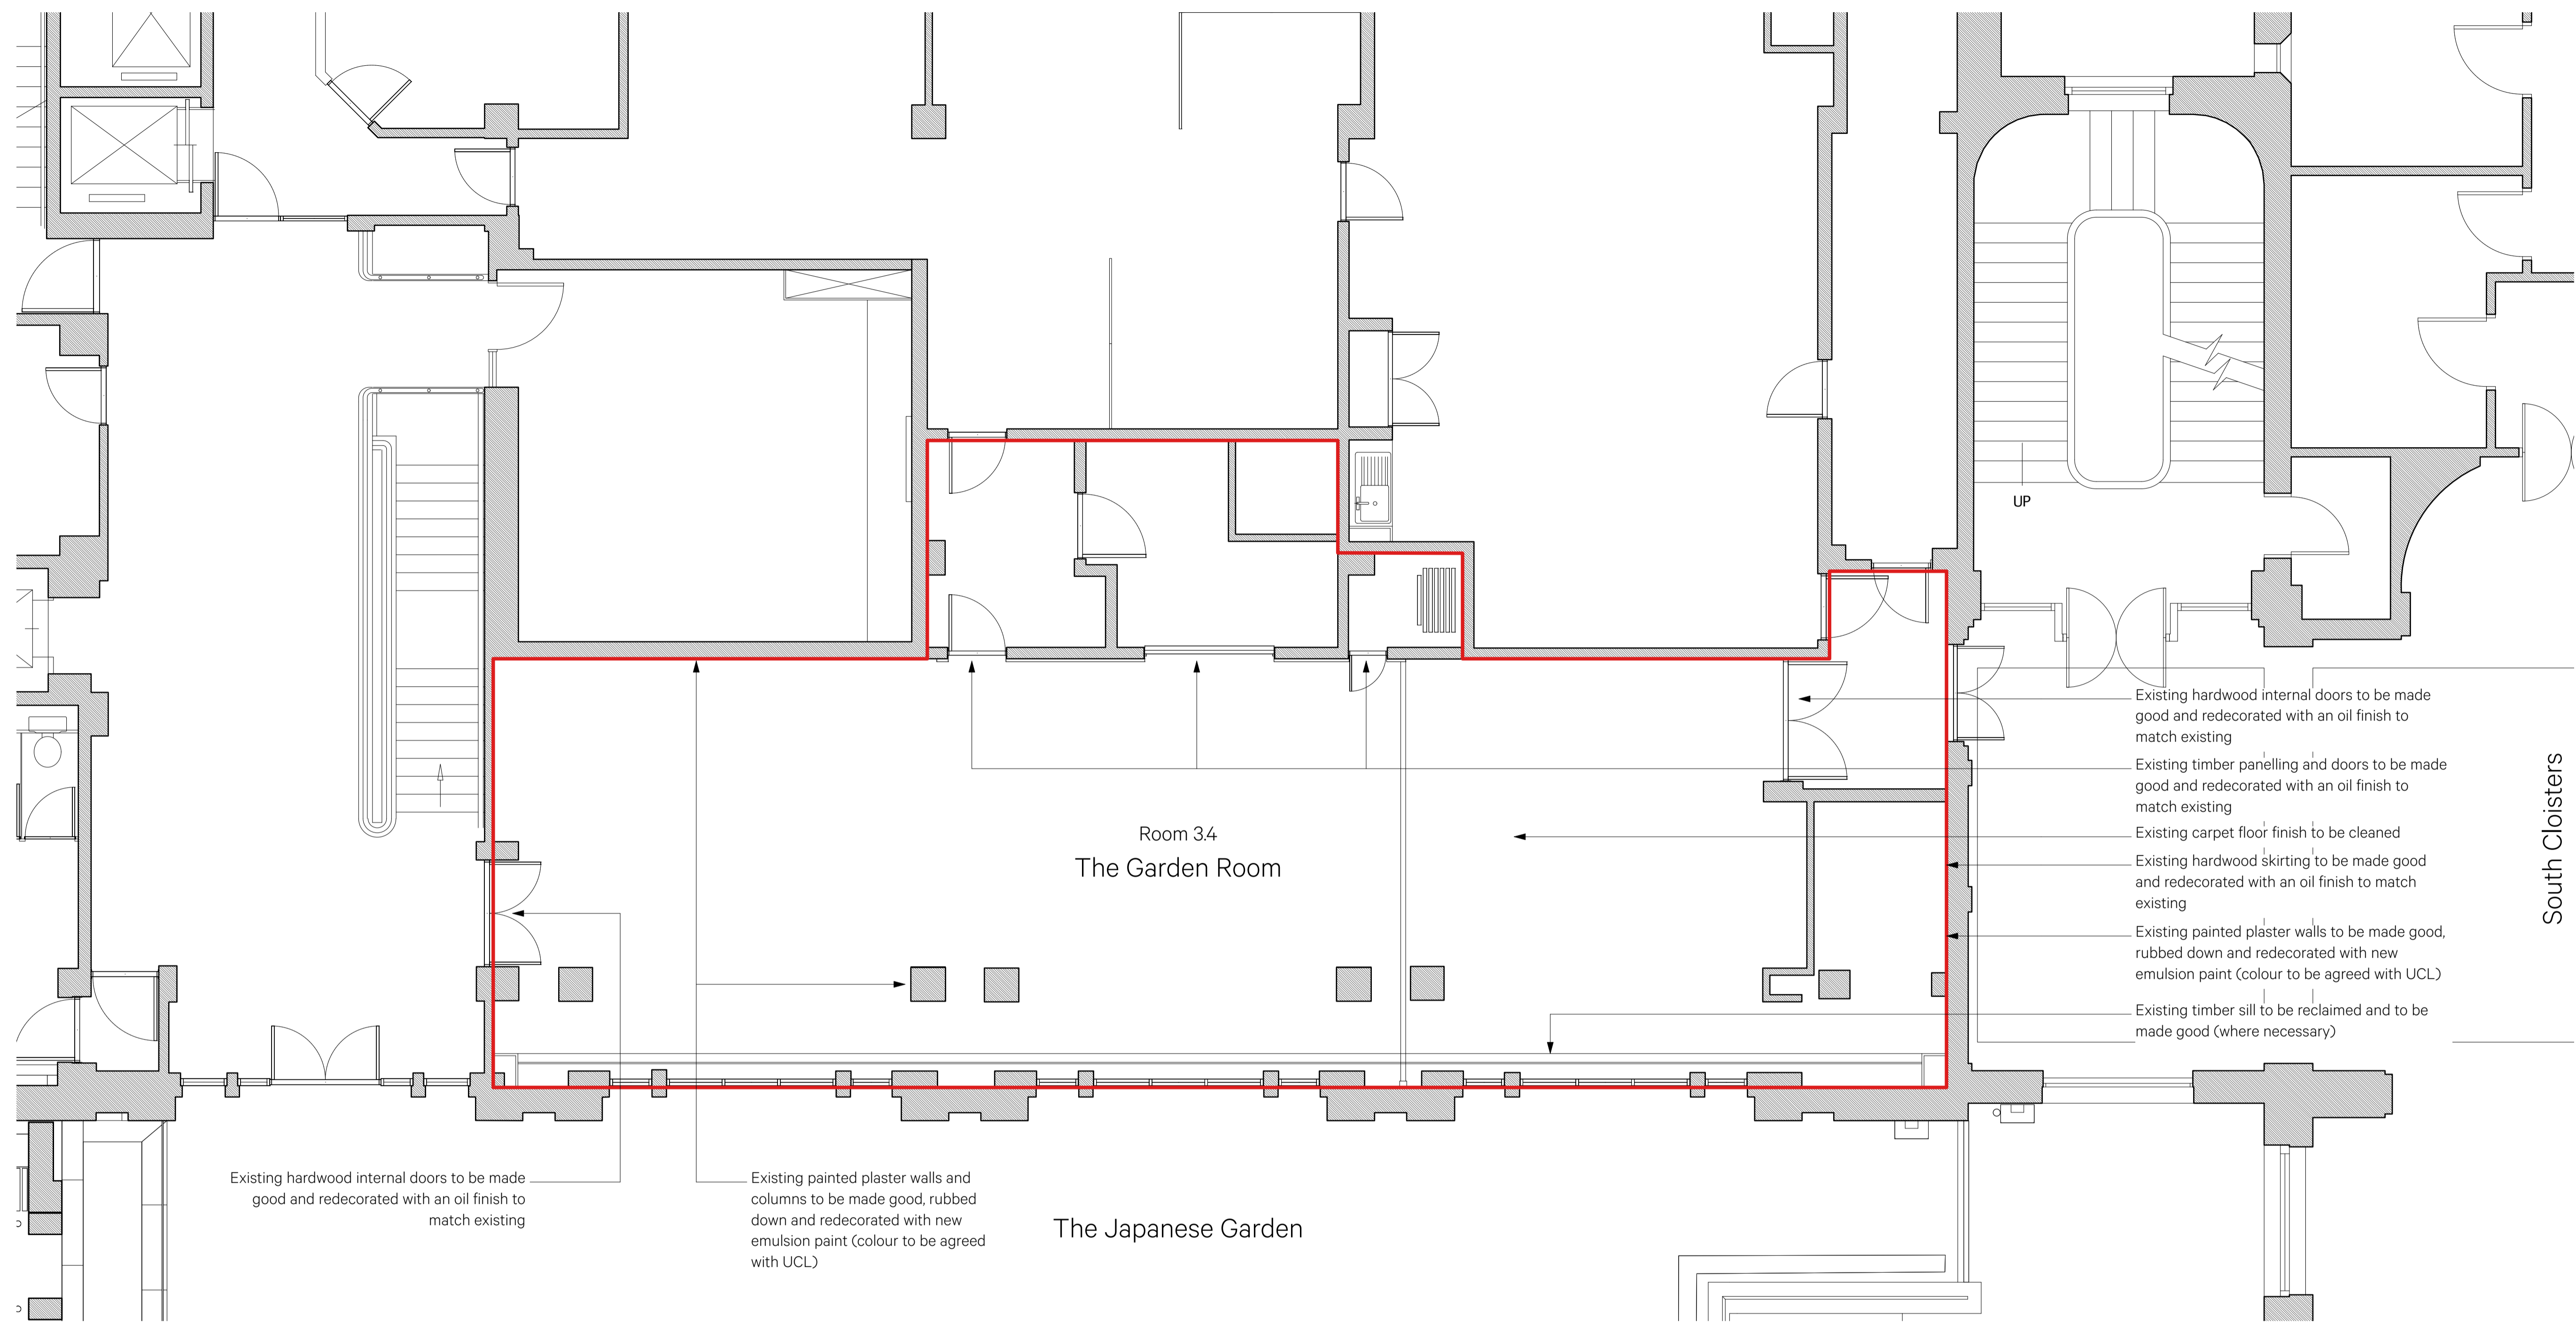 UP
Existing hardwood internal doors to be made
good and redecorated with an oil finish to
match existing
Existing timber panelling and doors to be made
good and redecorated with an oil finish to
match existing
Existing carpet floor finish to be cleaned
Existing hardwood skirting to be made good
and redecorated with an oil finish to match
existing
Existing painted plaster walls to be made good,
rubbed down and redecorated with new
emulsion paint (colour to be agreed with UCL)
Existing timber sill to be reclaimed and to be
made good (where necessary)
South Cloisters
Room 3.4
The Garden Room
Existing hardwood internal doors to be made
good and redecorated with an oil finish to
match existing
Existing painted plaster walls and
columns to be made good, rubbed
down and redecorated with new
emulsion paint (colour to be agreed
with UCL)
The Japanese Garden